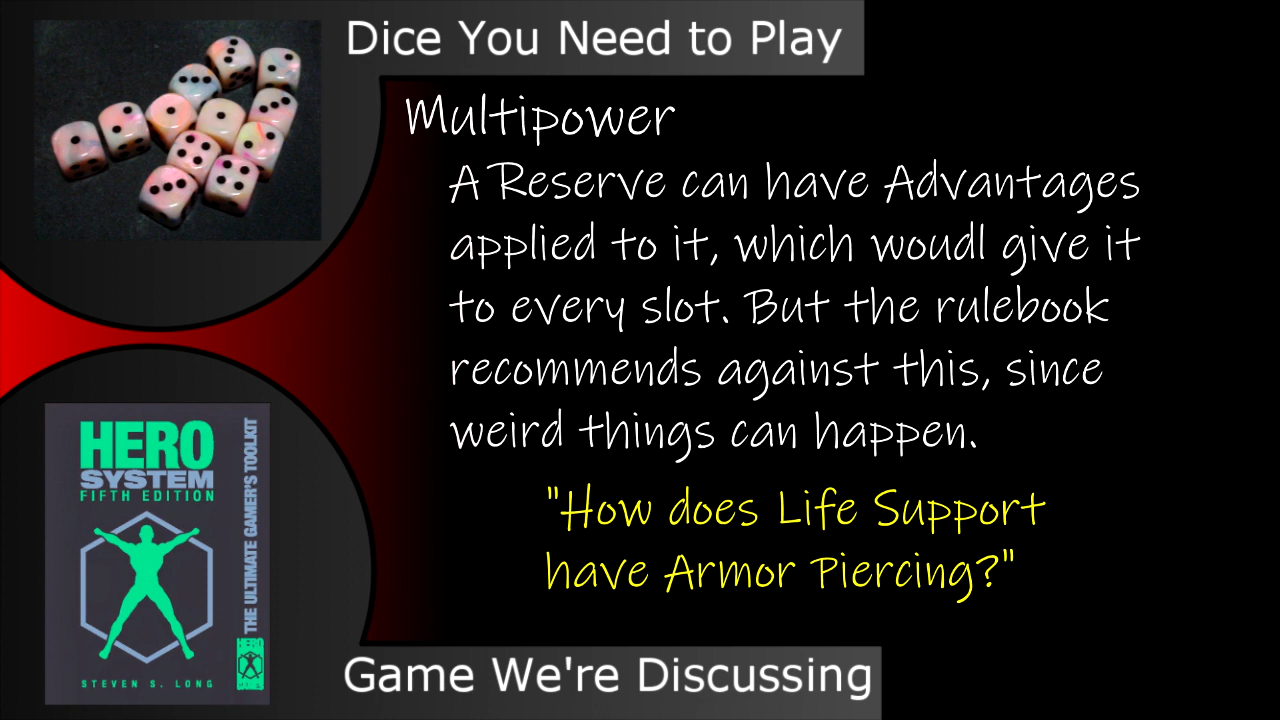 Dice You Need to Play
Multipower
A Reserve can have Advantages
applied to it, which woudl give it
to every slot. But the rulebook
recommends against this, since
weird things can happen.
"How does Life Support
have Armor Piercing?"
HERO
SYSTEM
FIFTH EDITION
THE ULTIMATE GAMER'S TOOLKIT
STEVEN S. LONG
HERO
Game We're Discussing